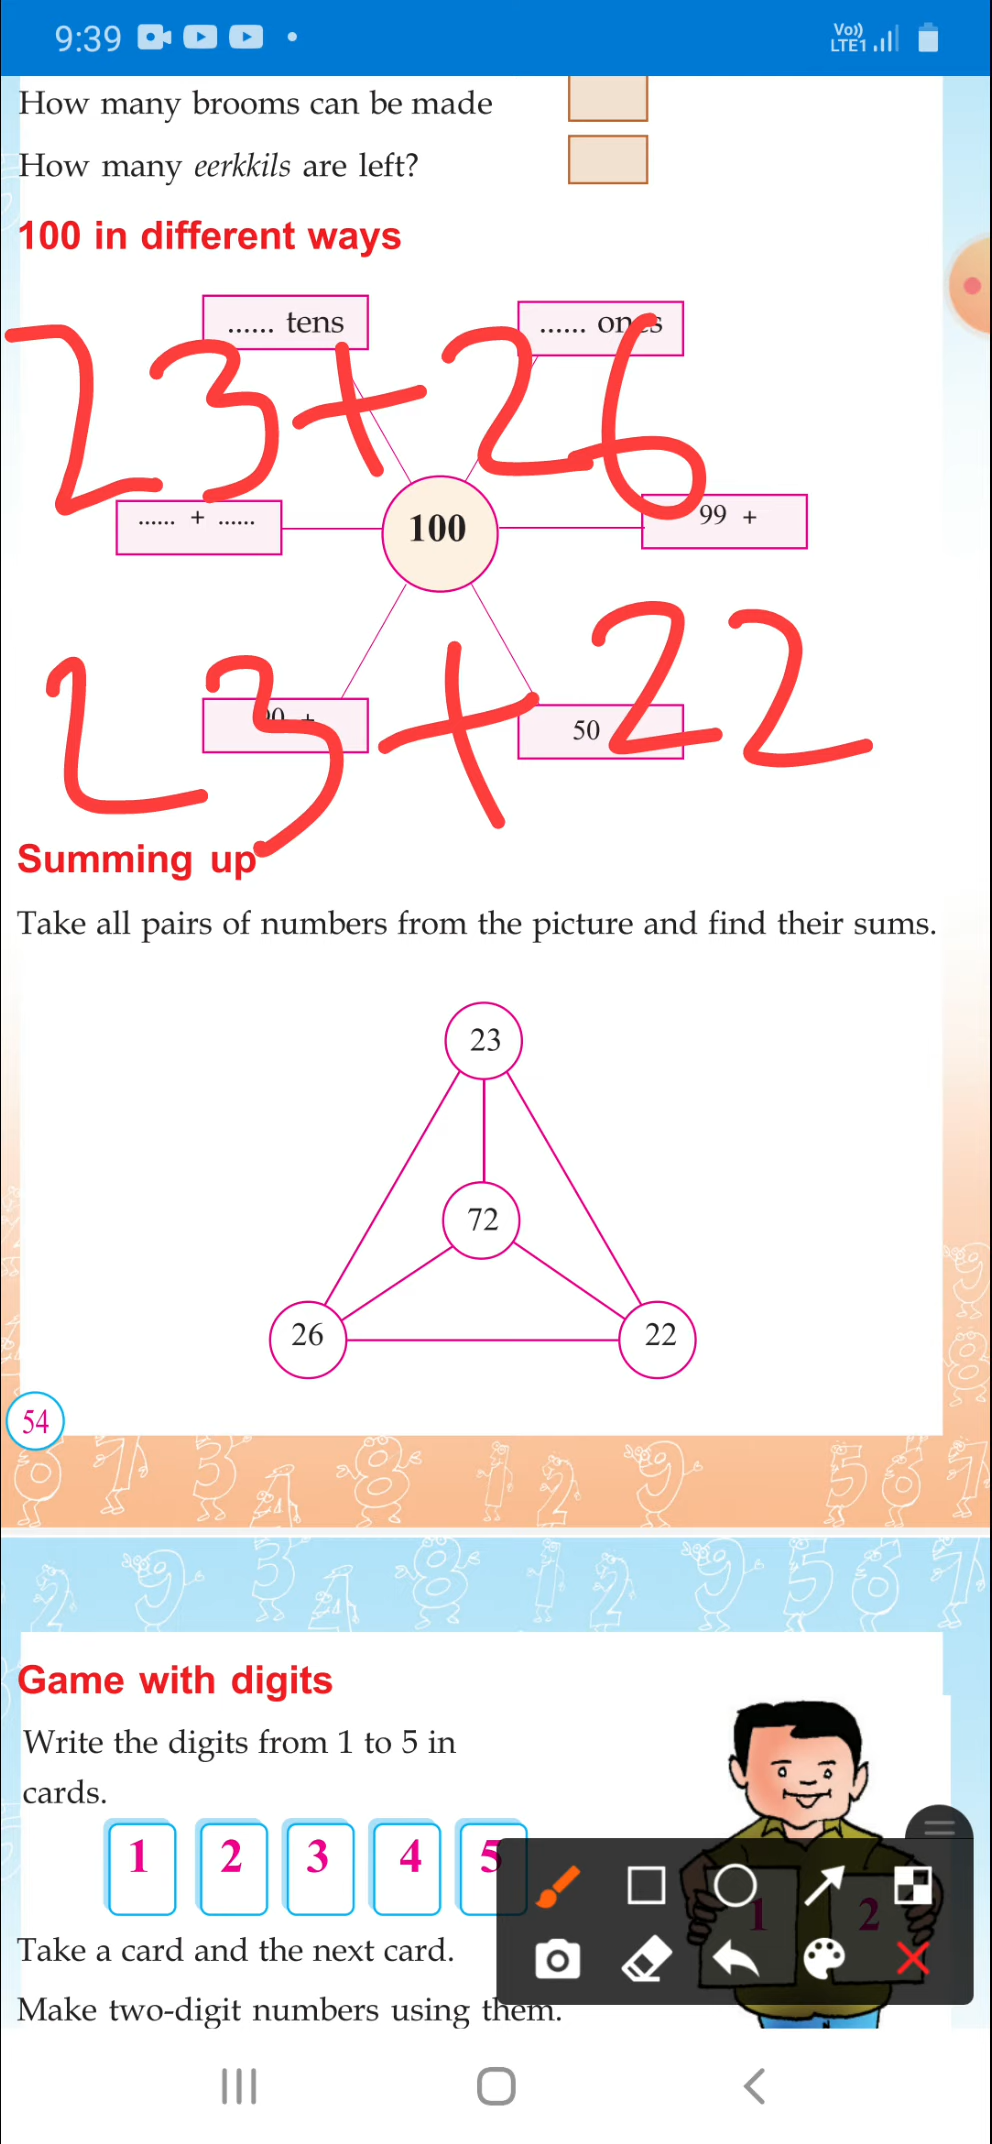 9:39
Vo)) LTE1
How many brooms can be made
How many eerkkils are left?
100 in different ways
...... tens
...... ones
23+26
...... + ......
100
99 +
23+22
50
Summing up
Take all pairs of numbers from the picture and find their sums.
23
72
26
22
54
Game with digits
Write the digits from 1 to 5 in
cards.
1 2 3 4 5
1 2
Take a card and the next card.
Make two-digit numbers using them.